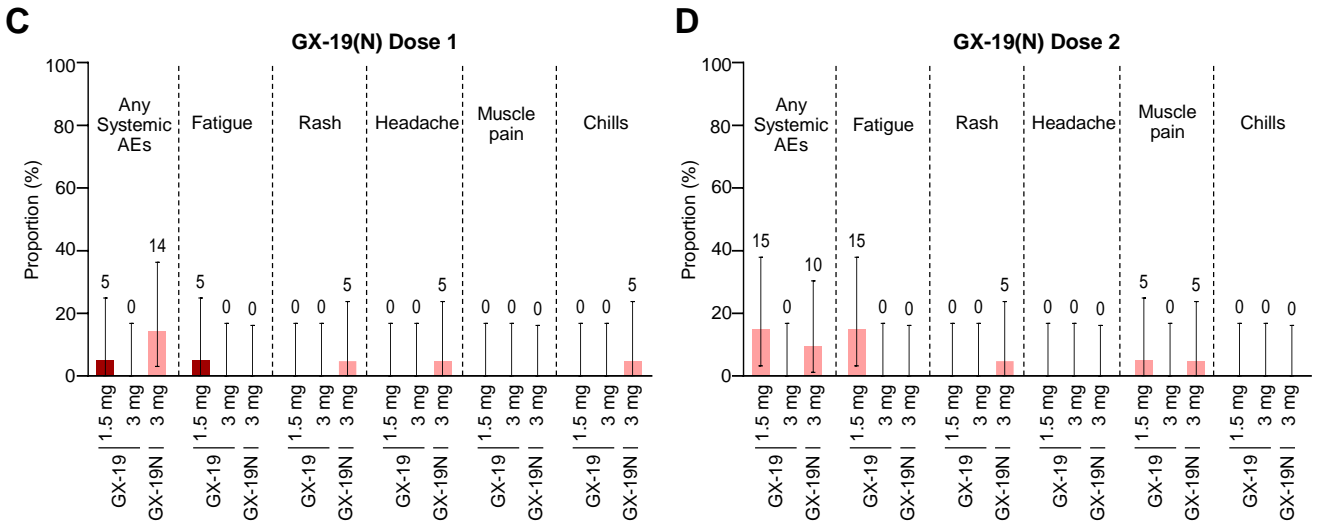 C
GX-19(N) Dose 1
Proportion (%)
100
80
60
40
20
0
Any
Systemic
AEs
Fatigue
Rash
Headache
Muscle
pain
Chills
5
0
14
5
0
0
0
0
5
0
0
5
0
0
0
0
0
5
1.5 mg
3 mg
3 mg
1.5 mg
3 mg
3 mg
1.5 mg
3 mg
3 mg
1.5 mg
3 mg
3 mg
1.5 mg
3 mg
3 mg
1.5 mg
3 mg
3 mg
GX-19
GX-19N
GX-19
GX-19N
GX-19
GX-19N
GX-19
GX-19N
GX-19
GX-19N
GX-19
GX-19N
D
GX-19(N) Dose 2
Proportion (%)
100
80
60
40
20
0
Any
Systemic
AEs
Fatigue
Rash
Headache
Muscle
pain
Chills
15
0
10
15
0
0
0
0
5
0
0
0
5
0
5
0
0
0
1.5 mg
3 mg
3 mg
1.5 mg
3 mg
3 mg
1.5 mg
3 mg
3 mg
1.5 mg
3 mg
3 mg
1.5 mg
3 mg
3 mg
1.5 mg
3 mg
3 mg
GX-19
GX-19N
GX-19
GX-19N
GX-19
GX-19N
GX-19
GX-19N
GX-19
GX-19N
GX-19
GX-19N